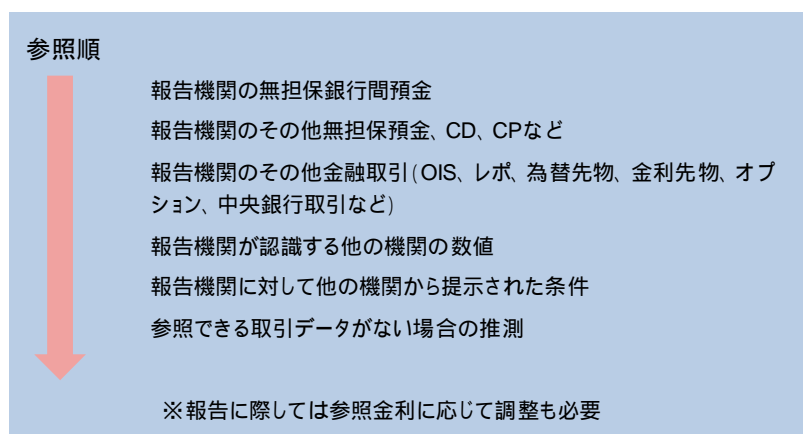 参照順
報告機関の無担保銀行間預金
報告機関のその他無担保預金、CD、CPなど
報告機関のその他金融取引(OIS、レポ、為替先物、金利先物、オプ
ション、中央銀行取引など)
報告機関が認識する他の機関の数値
報告機関に対して他の機関から提示された条件
参照できる取引データがない場合の推測
※報告に際しては参照金利に応じて調整も必要